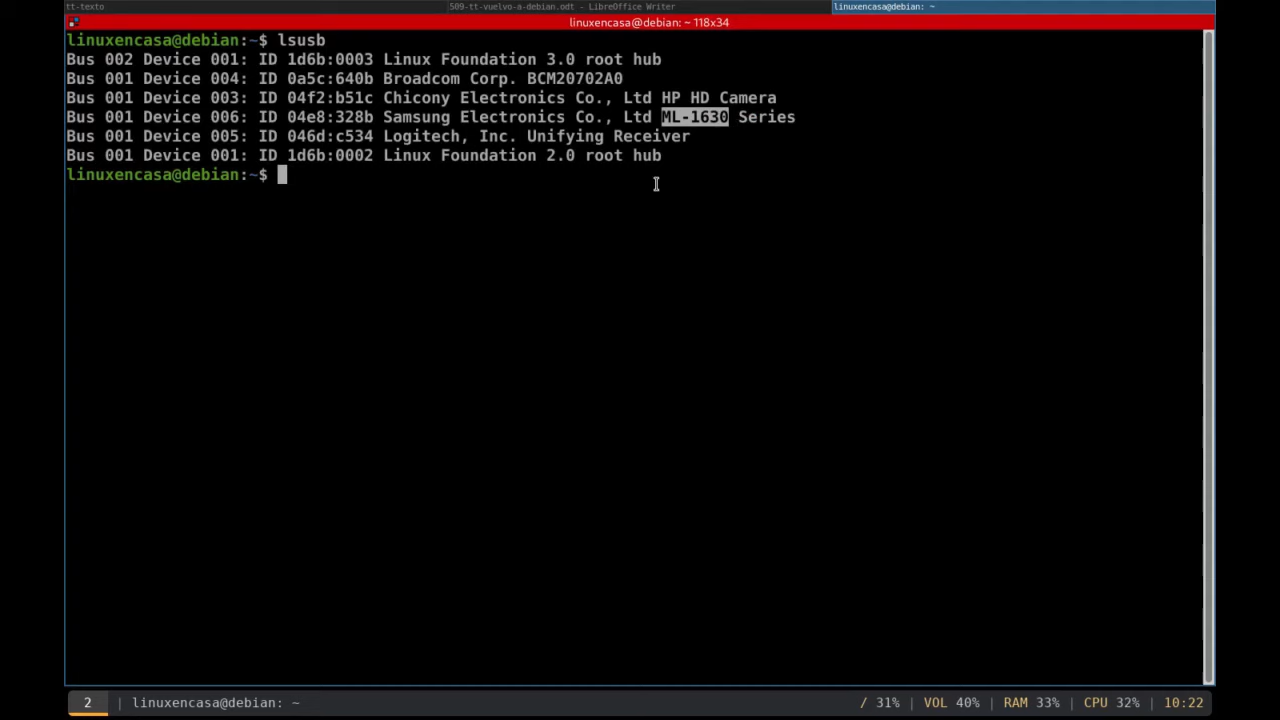 tt-texto
509-tt-vuelvo-a-debian.odt - LibreOffice Writer
linuxencasa@debian: ~
linuxencasa@debian: ~ 118x34
linuxencasa@debian:~$ lsusb
Bus 002 Device 001: ID 1d6b:0003 Linux Foundation 3.0 root hub
Bus 001 Device 004: ID 0a5c:640b Broadcom Corp. BCM20702A0
Bus 001 Device 003: ID 04f2:b51c Chicony Electronics Co., Ltd HP HD Camera
Bus 001 Device 006: ID 04e8:328b Samsung Electronics Co., Ltd ML-1630 Series
Bus 001 Device 005: ID 046d:c534 Logitech, Inc. Unifying Receiver
Bus 001 Device 001: ID 1d6b:0002 Linux Foundation 2.0 root hub
linuxencasa@debian:~$
2 | linuxencasa@debian: ~
/ 31% | VOL 40% | RAM 33% | CPU 32% | 10:22